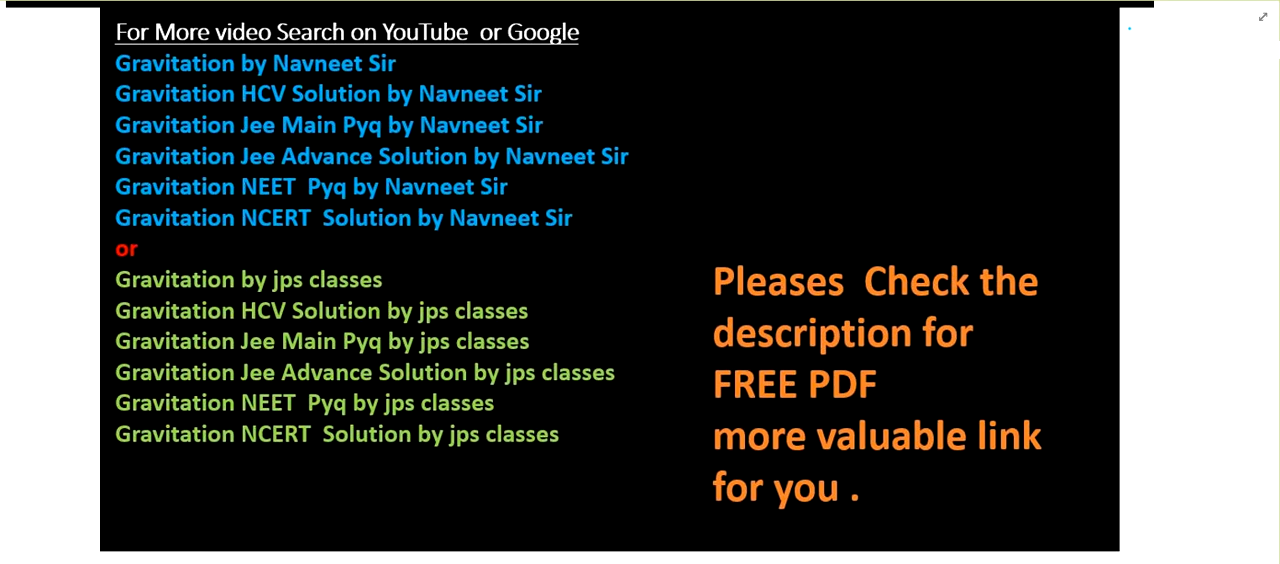 For More video Search on YouTube or Google
Gravitation by Navneet Sir
Gravitation HCV Solution by Navneet Sir
Gravitation Jee Main Pyq by Navneet Sir
Gravitation Jee Advance Solution by Navneet Sir
Gravitation NEET Pyq by Navneet Sir
Gravitation NCERT Solution by Navneet Sir
or
Gravitation by jps classes
Gravitation HCV Solution by jps classes
Gravitation Jee Main Pyq by jps classes
Gravitation Jee Advance Solution by jps classes
Gravitation NEET Pyq by jps classes
Gravitation NCERT Solution by jps classes
Pleases Check the
description for
FREE PDF
more valuable link
for you .